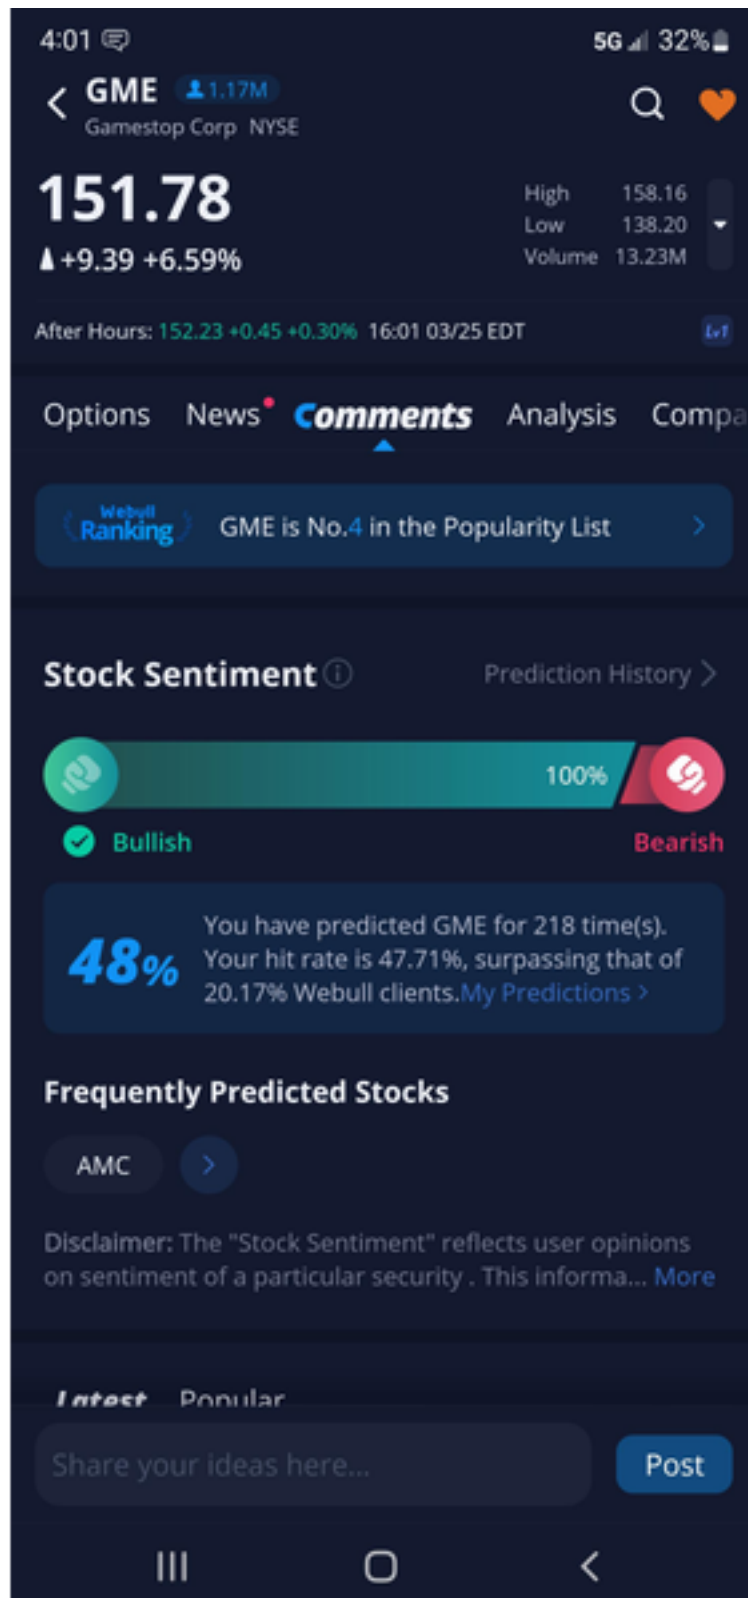 4:01 5G 32%
GME 1.17M
Gamestop Corp NYSE
151.78
+9.39 +6.59%
High 158.16
Low 138.20
Volume 13.23M
After Hours: 152.23 +0.45 +0.30% 16:01 03/25 EDT Lv1
Options News Comments Analysis Compa
Webull
Ranking
GME is No.4 in the Popularity List
Stock Sentiment Prediction History
100%
Bullish Bearish
48%
You have predicted GME for 218 time(s).
Your hit rate is 47.71%, surpassing that of
20.17% Webull clients.My Predictions >
Frequently Predicted Stocks
AMC
Disclaimer: The "Stock Sentiment" reflects user opinions
on sentiment of a particular security . This informa... More
Latest Popular
Share your ideas here...
Post